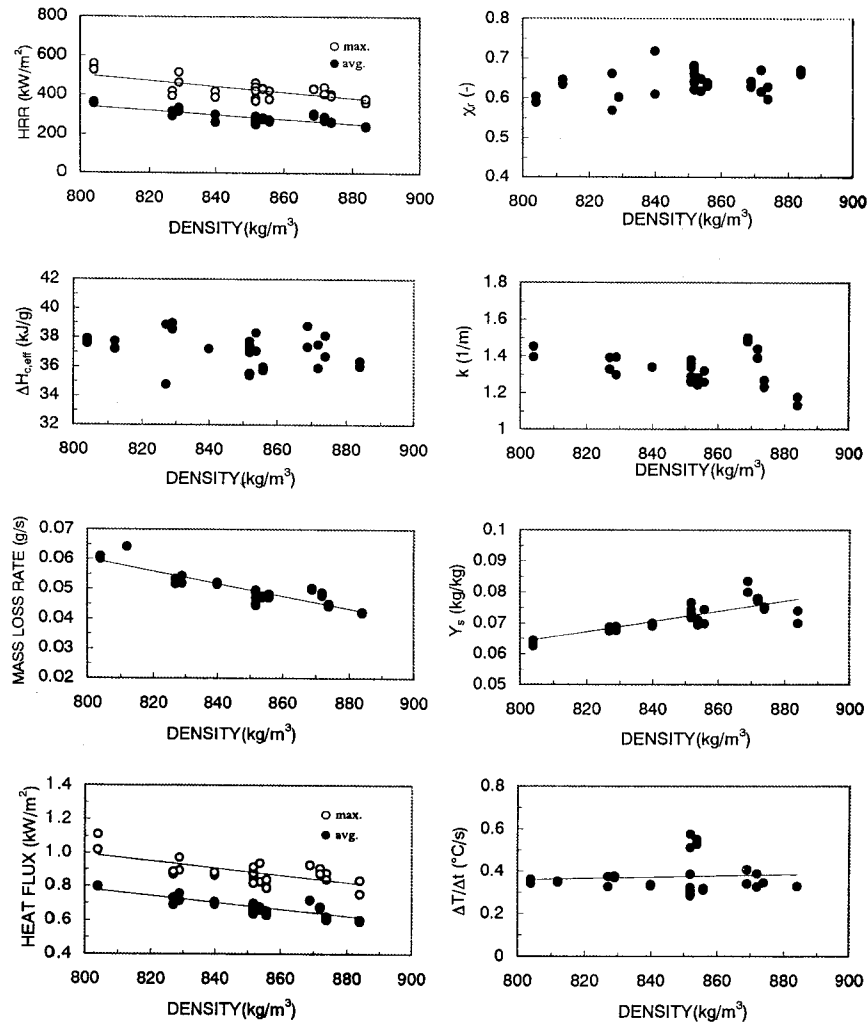 800
600
400
200
0
HRR (kW/m²)
max.
avg.
800 820 840 860 880 900
DENSITY(kg/m³)
0.8
0.7
0.6
0.5
0.4
χr (-)
800 820 840 860 880 900
DENSITY(kg/m³)
42
40
38
36
34
32
ΔHc,eff (kJ/g)
800 820 840 860 880 900
DENSITY(kg/m³)
1.8
1.6
1.4
1.2
1
k (1/m)
800 820 840 860 880 900
DENSITY(kg/m³)
0.07
0.06
0.05
0.04
0.03
0.02
MASS LOSS RATE (g/s)
800 820 840 860 880 900
DENSITY(kg/m³)
0.1
0.09
0.08
0.07
0.06
0.05
Ys (kg/kg)
800 820 840 860 880 900
DENSITY(kg/m³)
1.4
1.2
1.0
0.8
0.6
0.4
HEAT FLUX (kW/m²)
max.
avg.
800 820 840 860 880 900
DENSITY(kg/m³)
0.8
0.6
0.4
0.2
0
ΔT/Δt (°C/s)
800 820 840 860 880 900
DENSITY(kg/m³)